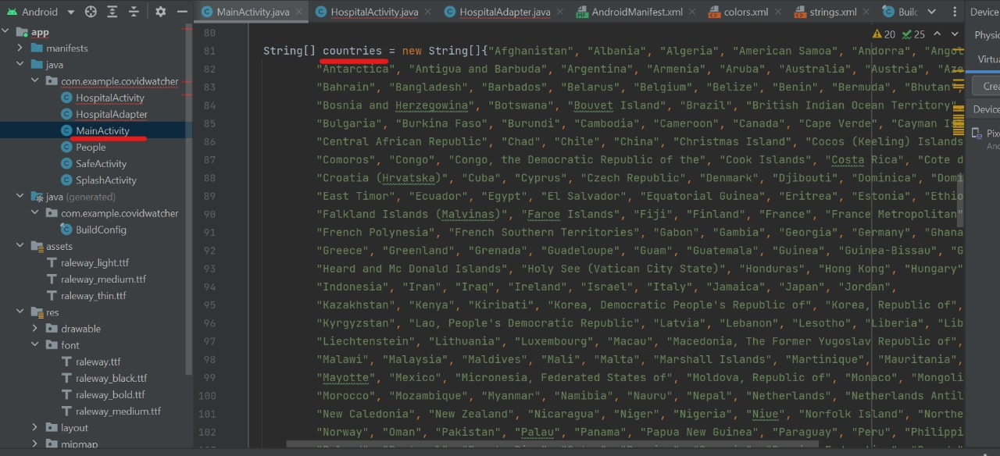 Android
MainActivity.java
HospitalActivity.java
HospitalAdapter.java
AndroidManifest.xml
colors.xml
strings.xml
Device
app
manifests
java
com.example.covidwatcher
HospitalActivity
HospitalAdapter
MainActivity
People
SafeActivity
SplashActivity
java (generated)
com.example.covidwatcher
BuildConfig
assets
raleway_light.ttf
raleway_medium.ttf
raleway_thin.ttf
res
drawable
font
raleway.ttf
raleway_black.ttf
raleway_bold.ttf
raleway_medium.ttf
layout
mipmap
20 25
80
81 String[] countries = new String[]{"Afghanistan", "Albania", "Algeria", "American Samoa", "Andorra", "Angol
82 "Antarctica", "Antigua and Barbuda", "Argentina", "Armenia", "Aruba", "Australia", "Austria", "Aze
83 "Bahrain", "Bangladesh", "Barbados", "Belarus", "Belgium", "Belize", "Benin", "Bermuda", "Bhutan",
84 "Bosnia and Herzegowina", "Botswana", "Bouvet Island", "Brazil", "British Indian Ocean Territory"
85 "Bulgaria", "Burkina Faso", "Burundi", "Cambodia", "Cameroon", "Canada", "Cape Verde", "Cayman Is
86 "Central African Republic", "Chad", "Chile", "China", "Christmas Island", "Cocos (Keeling) Islands
87 "Comoros", "Congo", "Congo, the Democratic Republic of the", "Cook Islands", "Costa Rica", "Cote d
88 "Croatia (Hrvatska)", "Cuba", "Cyprus", "Czech Republic", "Denmark", "Djibouti", "Dominica", "Domi
89 "East Timor", "Ecuador", "Egypt", "El Salvador", "Equatorial Guinea", "Eritrea", "Estonia", "Ethio
90 "Falkland Islands (Malvinas)", "Faroe Islands", "Fiji", "Finland", "France", "France Metropolitan"
91 "French Polynesia", "French Southern Territories", "Gabon", "Gambia", "Georgia", "Germany", "Ghana
92 "Greece", "Greenland", "Grenada", "Guadeloupe", "Guam", "Guatemala", "Guinea", "Guinea-Bissau", "G
93 "Heard and Mc Donald Islands", "Holy See (Vatican City State)", "Honduras", "Hong Kong", "Hungary"
94 "Indonesia", "Iran", "Iraq", "Ireland", "Israel", "Italy", "Jamaica", "Japan", "Jordan",
95 "Kazakhstan", "Kenya", "Kiribati", "Korea, Democratic People's Republic of", "Korea, Republic of",
96 "Kyrgyzstan", "Lao, People's Democratic Republic", "Latvia", "Lebanon", "Lesotho", "Liberia", "Lib
97 "Liechtenstein", "Lithuania", "Luxembourg", "Macau", "Macedonia, The Former Yugoslav Republic of",
98 "Malawi", "Malaysia", "Maldives", "Mali", "Malta", "Marshall Islands", "Martinique", "Mauritania",
99 "Mayotte", "Mexico", "Micronesia, Federated States of", "Moldova, Republic of", "Monaco", "Mongoli
100 "Morocco", "Mozambique", "Myanmar", "Namibia", "Nauru", "Nepal", "Netherlands", "Netherlands Antil
101 "New Caledonia", "New Zealand", "Nicaragua", "Niger", "Nigeria", "Niue", "Norfolk Island", "Northe
102 "Norway", "Oman", "Pakistan", "Palau", "Panama", "Papua New Guinea", "Paraguay", "Peru", "Philippi
Physi
Virtua
Crea
Device
Pixe